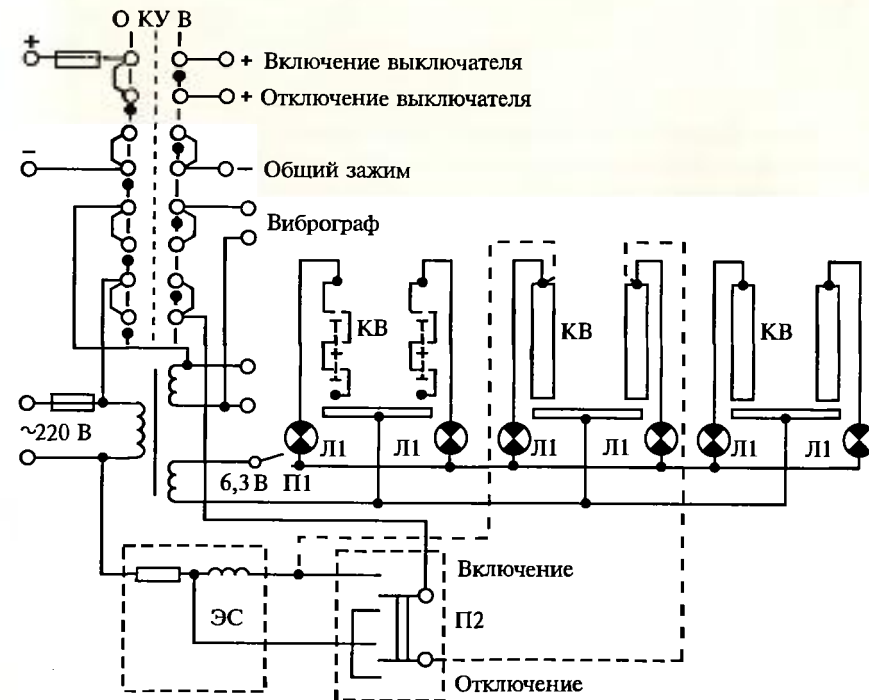 О КУ В
+
+ Включение выключателя
+ Отключение выключателя
−
− Общий зажим
Виброграф
КВ
КВ
КВ
~220 В
Л1
Л1
Л1
Л1
Л1
Л1
6,3 В П1
Включение
ЭС
П2
Отключение